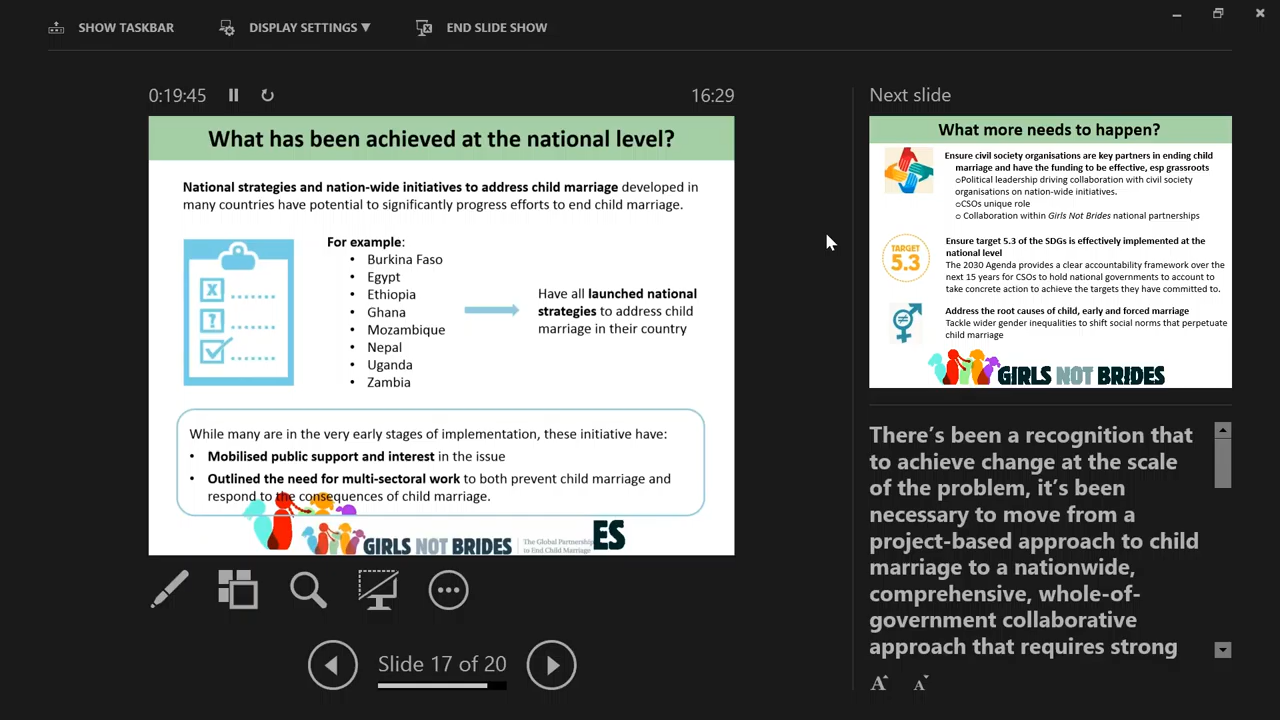 SHOW TASKBAR
DISPLAY SETTINGS ▼
END SLIDE SHOW
0:19:45
16:29
What has been achieved at the national level?
National strategies and nation-wide initiatives to address child marriage developed in
many countries have potential to significantly progress efforts to end child marriage.
For example:
• Burkina Faso
• Egypt
• Ethiopia
• Ghana
• Mozambique
• Nepal
• Uganda
• Zambia
Have all launched national
strategies to address child
marriage in their country
While many are in the very early stages of implementation, these initiative have:
• Mobilised public support and interest in the issue
• Outlined the need for multi-sectoral work to both prevent child marriage and
respond to the consequences of child marriage.
GIRLS NOT BRIDES
The Global Partnership
to End Child Marriage
ES
Slide 17 of 20
Next slide
What more needs to happen?
Ensure civil society organisations are key partners in ending child
marriage and have the funding to be effective, esp grassroots
oPolitical leadership driving collaboration with civil society
organisations on nation-wide initiatives.
oCSOs unique role
o Collaboration within Girls Not Brides national partnerships
TARGET
5.3
Ensure target 5.3 of the SDGs is effectively implemented at the
national level
The 2030 Agenda provides a clear accountability framework over the
next 15 years for CSOs to hold national governments to account to
take concrete action to achieve the targets they have committed to.
Address the root causes of child, early and forced marriage
Tackle wider gender inequalities to shift social norms that perpetuate
child marriage
GIRLS NOT BRIDES
There's been a recognition that
to achieve change at the scale
of the problem, it's been
necessary to move from a
project-based approach to child
marriage to a nationwide,
comprehensive, whole-of-
government collaborative
approach that requires strong
A A